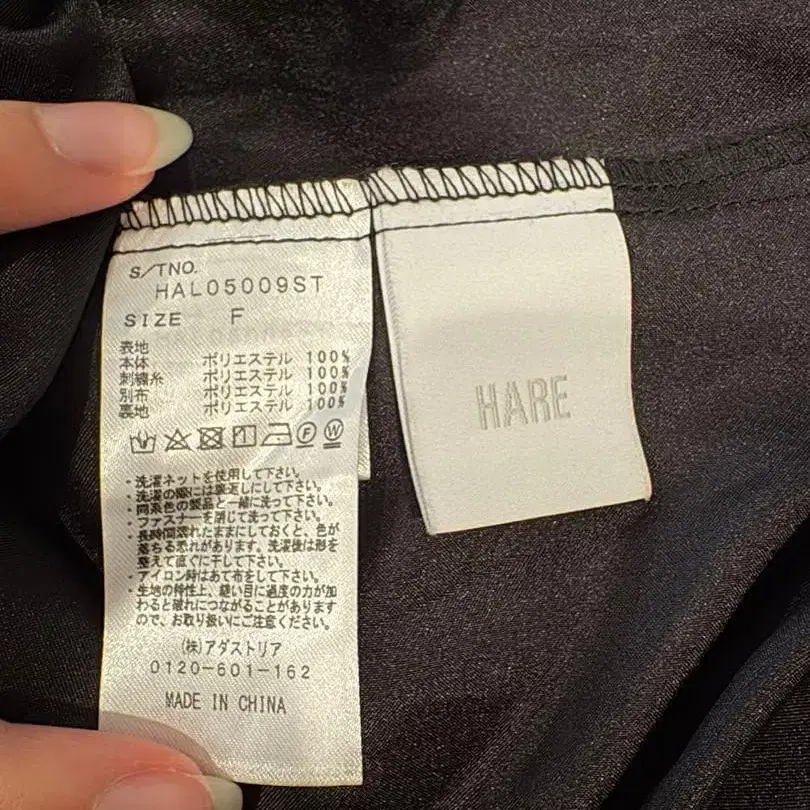 S/TNO.
HAL05009ST
SIZE F
表地
本体 ポリエステル 100%
刺繍糸 ポリエステル 100%
別布 ポリエステル 100%
裏地 ポリエステル 100%
F W
・洗濯ネットを使用して下さい。
・洗濯の際には裏返しにして下さい。
・同系色の製品と一緒に洗って下さい。
・ファスナーを閉じて洗って下さい。
・長時間濡れたままにしておくと、色が
落ちる恐れがあります。洗濯後は形を
整えて直ぐに干して下さい。
・アイロン時はあて布をして下さい。
・生地の特性上、縫い目に過度の力が加
わると破れにつながることがあります
ので、お取り扱いにご注意ください。
(株)アダストリア
0120-601-162
MADE IN CHINA
HARE